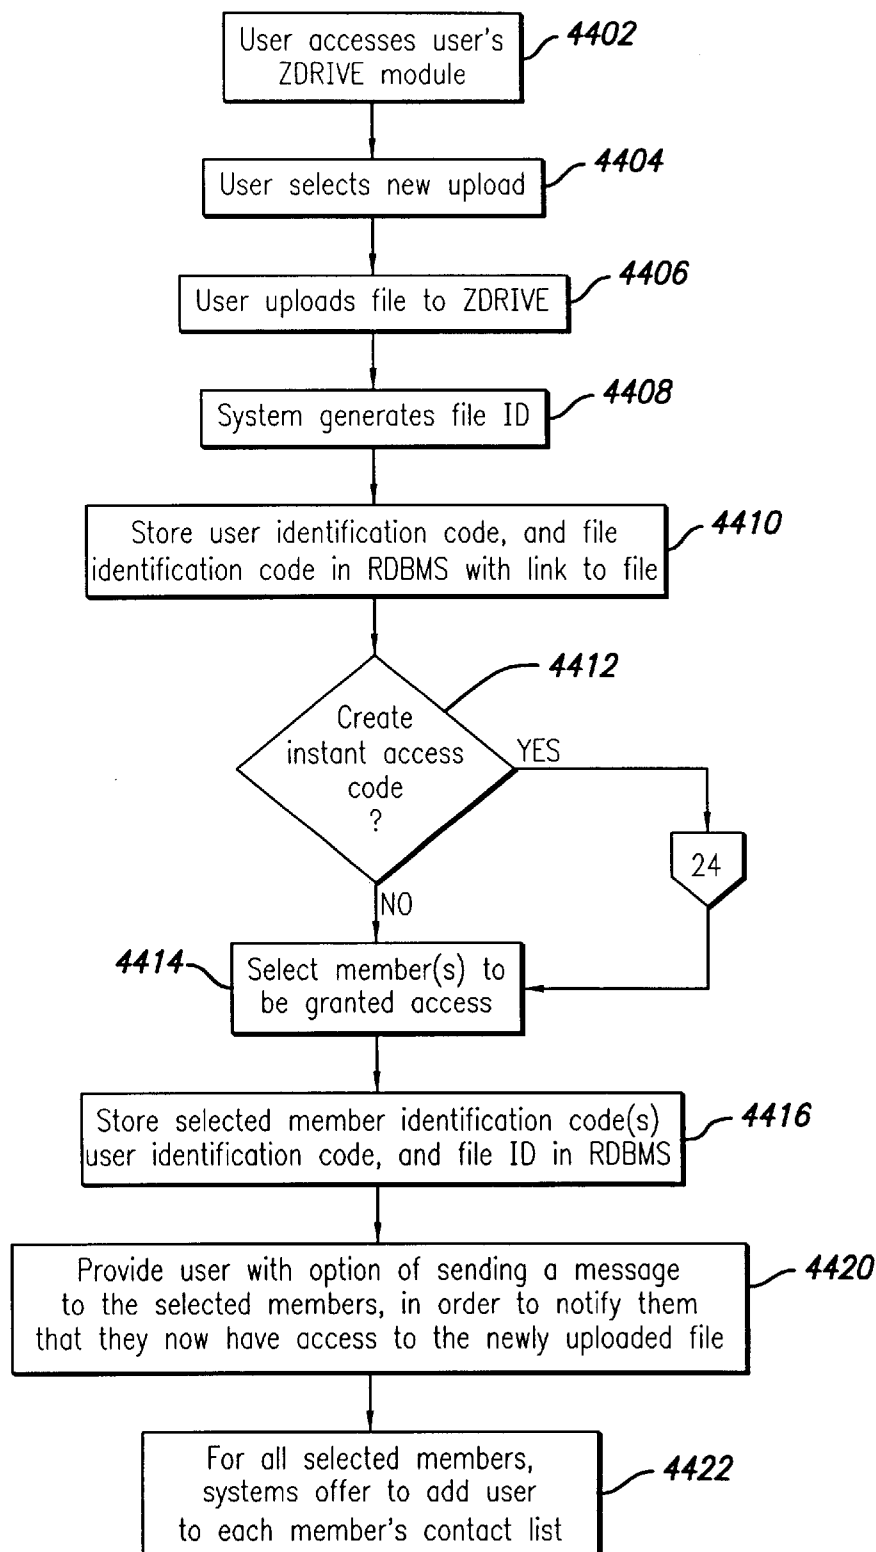 User accesses user's
ZDRIVE module
4402
User selects new upload
4404
User uploads file to ZDRIVE
4406
System generates file ID
4408
Store user identification code, and file
identification code in RDBMS with link to file
4410
Create
instant access
code
?
4412
YES
24
NO
4414
Select member(s) to
be granted access
Store selected member identification code(s)
user identification code, and file ID in RDBMS
4416
Provide user with option of sending a message
to the selected members, in order to notify them
that they now have access to the newly uploaded file
4420
For all selected members,
systems offer to add user
to each member's contact list
4422